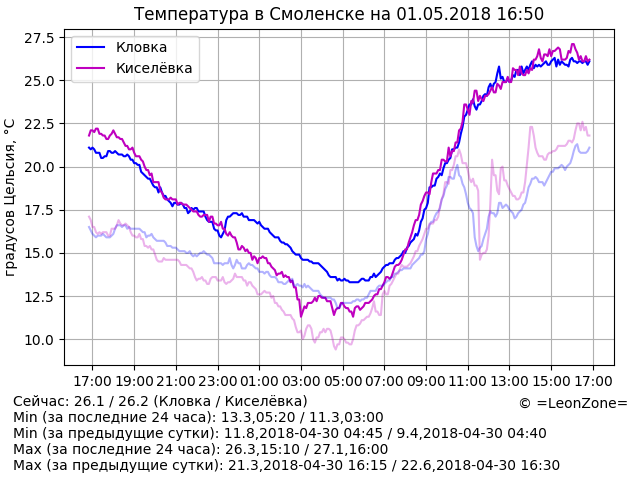 Температура в Смоленске на 01.05.2018 16:50
27.5
25.0
22.5
20.0
17.5
15.0
12.5
10.0
градусов Цельсия, °C
Кловка
Киселёвка
17:00 19:00 21:00 23:00 01:00 03:00 05:00 07:00 09:00 11:00 13:00 15:00 17:00
Сейчас: 26.1 / 26.2 (Кловка / Киселёвка)
© =LeonZone=
Min (за последние 24 часа): 13.3,05:20 / 11.3,03:00
Min (за предыдущие сутки): 11.8,2018-04-30 04:45 / 9.4,2018-04-30 04:40
Max (за последние 24 часа): 26.3,15:10 / 27.1,16:00
Max (за предыдущие сутки): 21.3,2018-04-30 16:15 / 22.6,2018-04-30 16:30